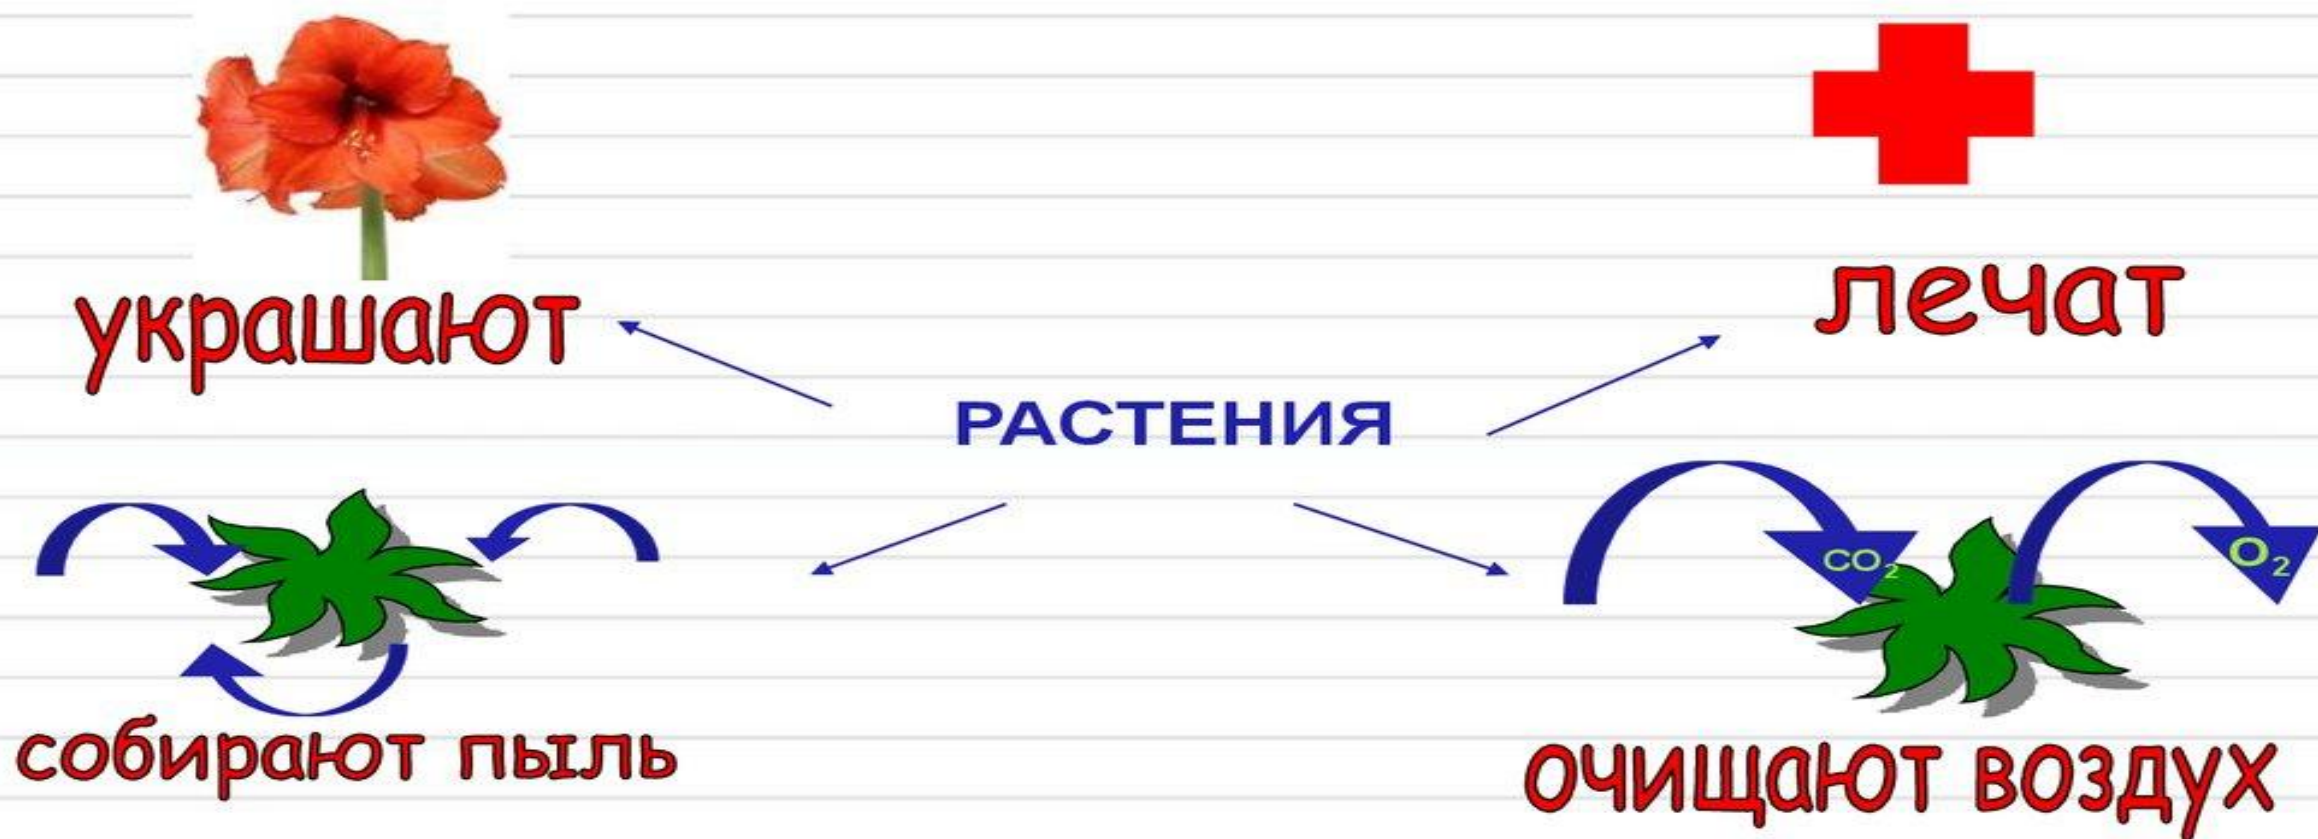 украшают
лечат
РАСТЕНИЯ
CO₂
O₂
собирают пыль
очищают воздух